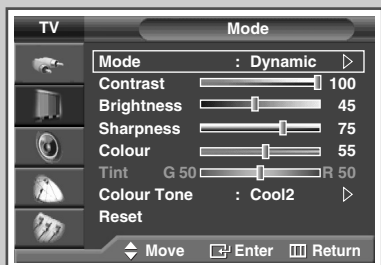 TV Mode
Mode : Dynamic
Contrast 100
Brightness 45
Sharpness 75
Colour 55
Tint G 50 R 50
Colour Tone : Cool2
Reset
Move Enter Return